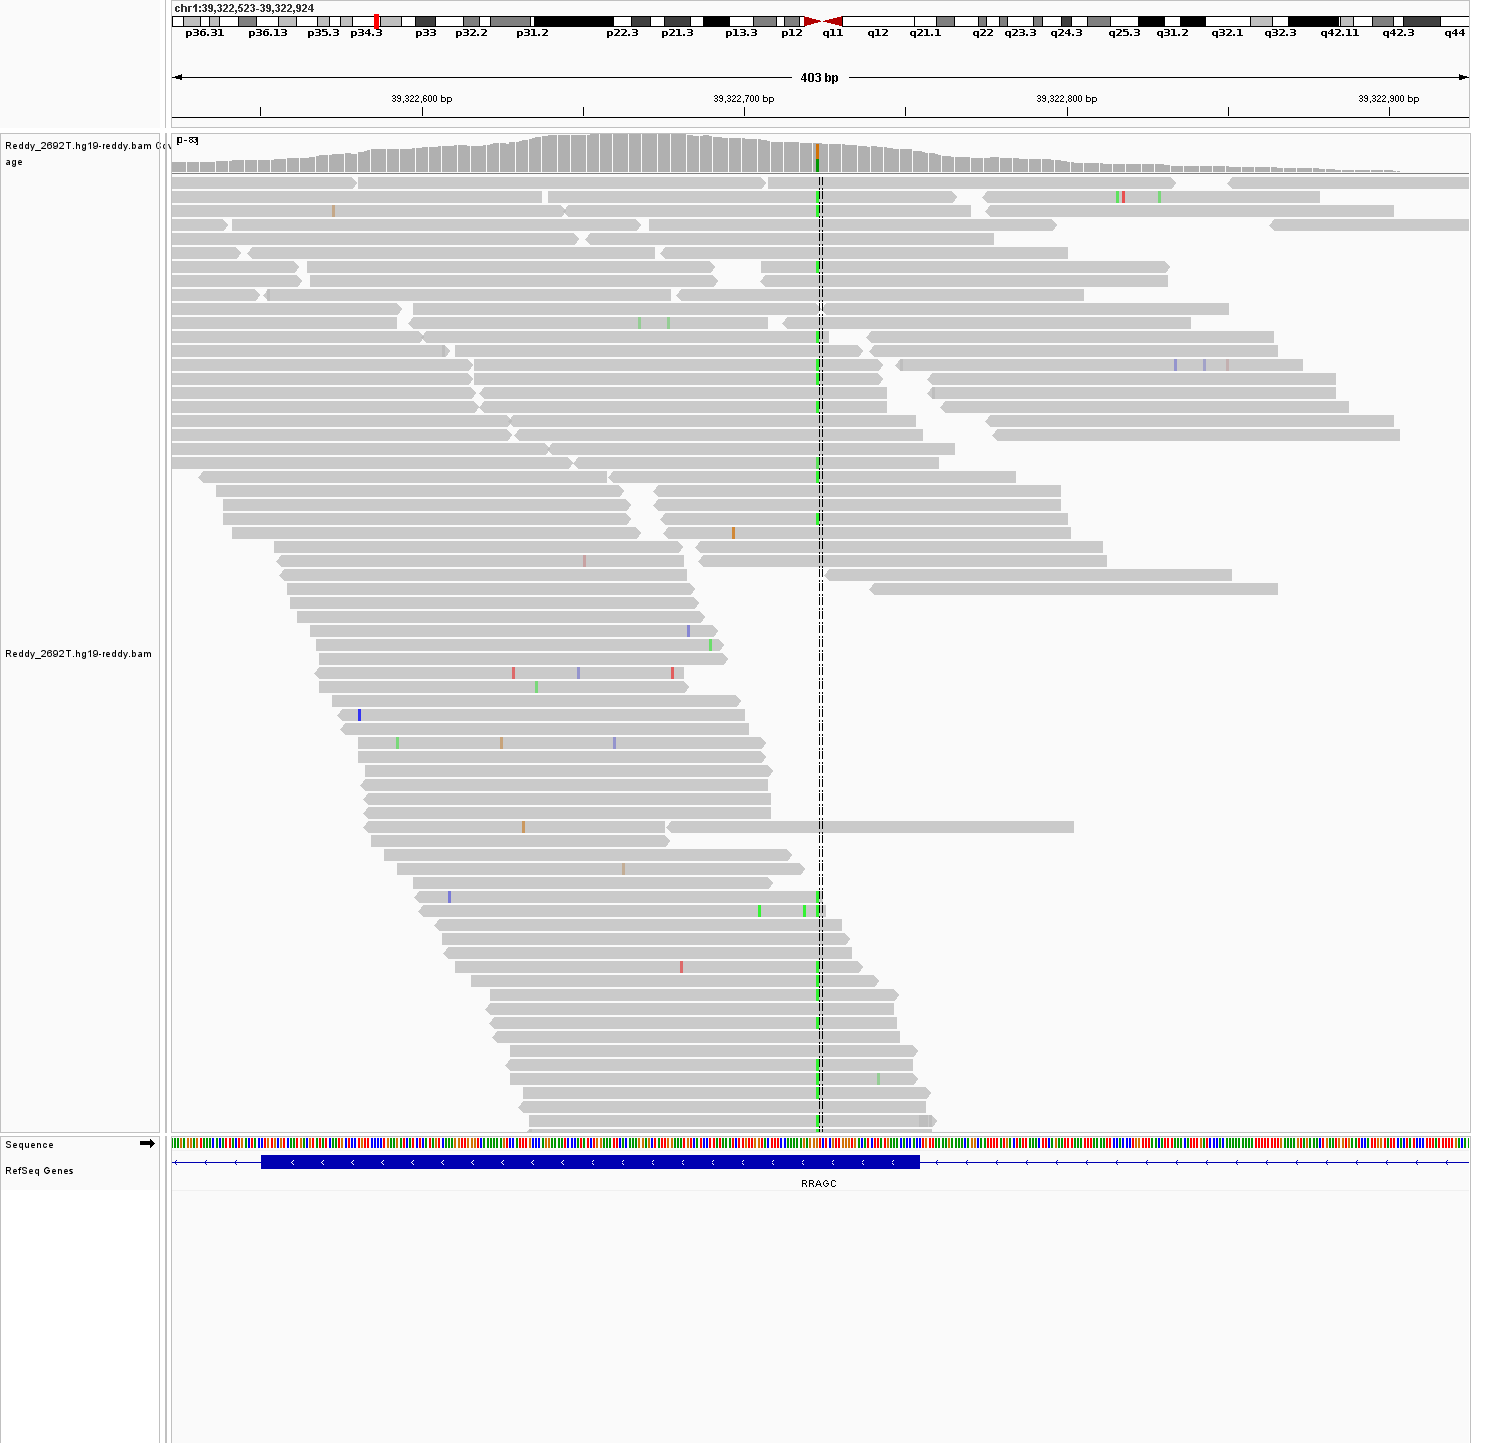 chr1:39,322,523-39,322,924
p36.31 p36.13 p35.3 p34.3 p33 p32.2 p31.2 p22.3 p21.3 p13.3 p12 q11 q12 q21.1 q22 q23.3 q24.3 q25.3 q31.2 q32.1 q32.3 q42.11 q42.3 q44
403 bp
39,322,600 bp 39,322,700 bp 39,322,800 bp 39,322,900 bp
[0 - 83]
Reddy_2692T.hg19-reddy.bam Cov
age
Reddy_2692T.hg19-reddy.bam
Sequence
RefSeq Genes
RRAGC